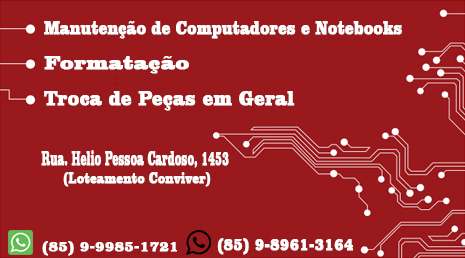 Manutenção de Computadores e Notebooks
Formatação
Troca de Peças em Geral
Rua. Helio Pessoa Cardoso, 1453
(Loteamento Conviver)
(85) 9-9985-1721 (85) 9-8961-3164